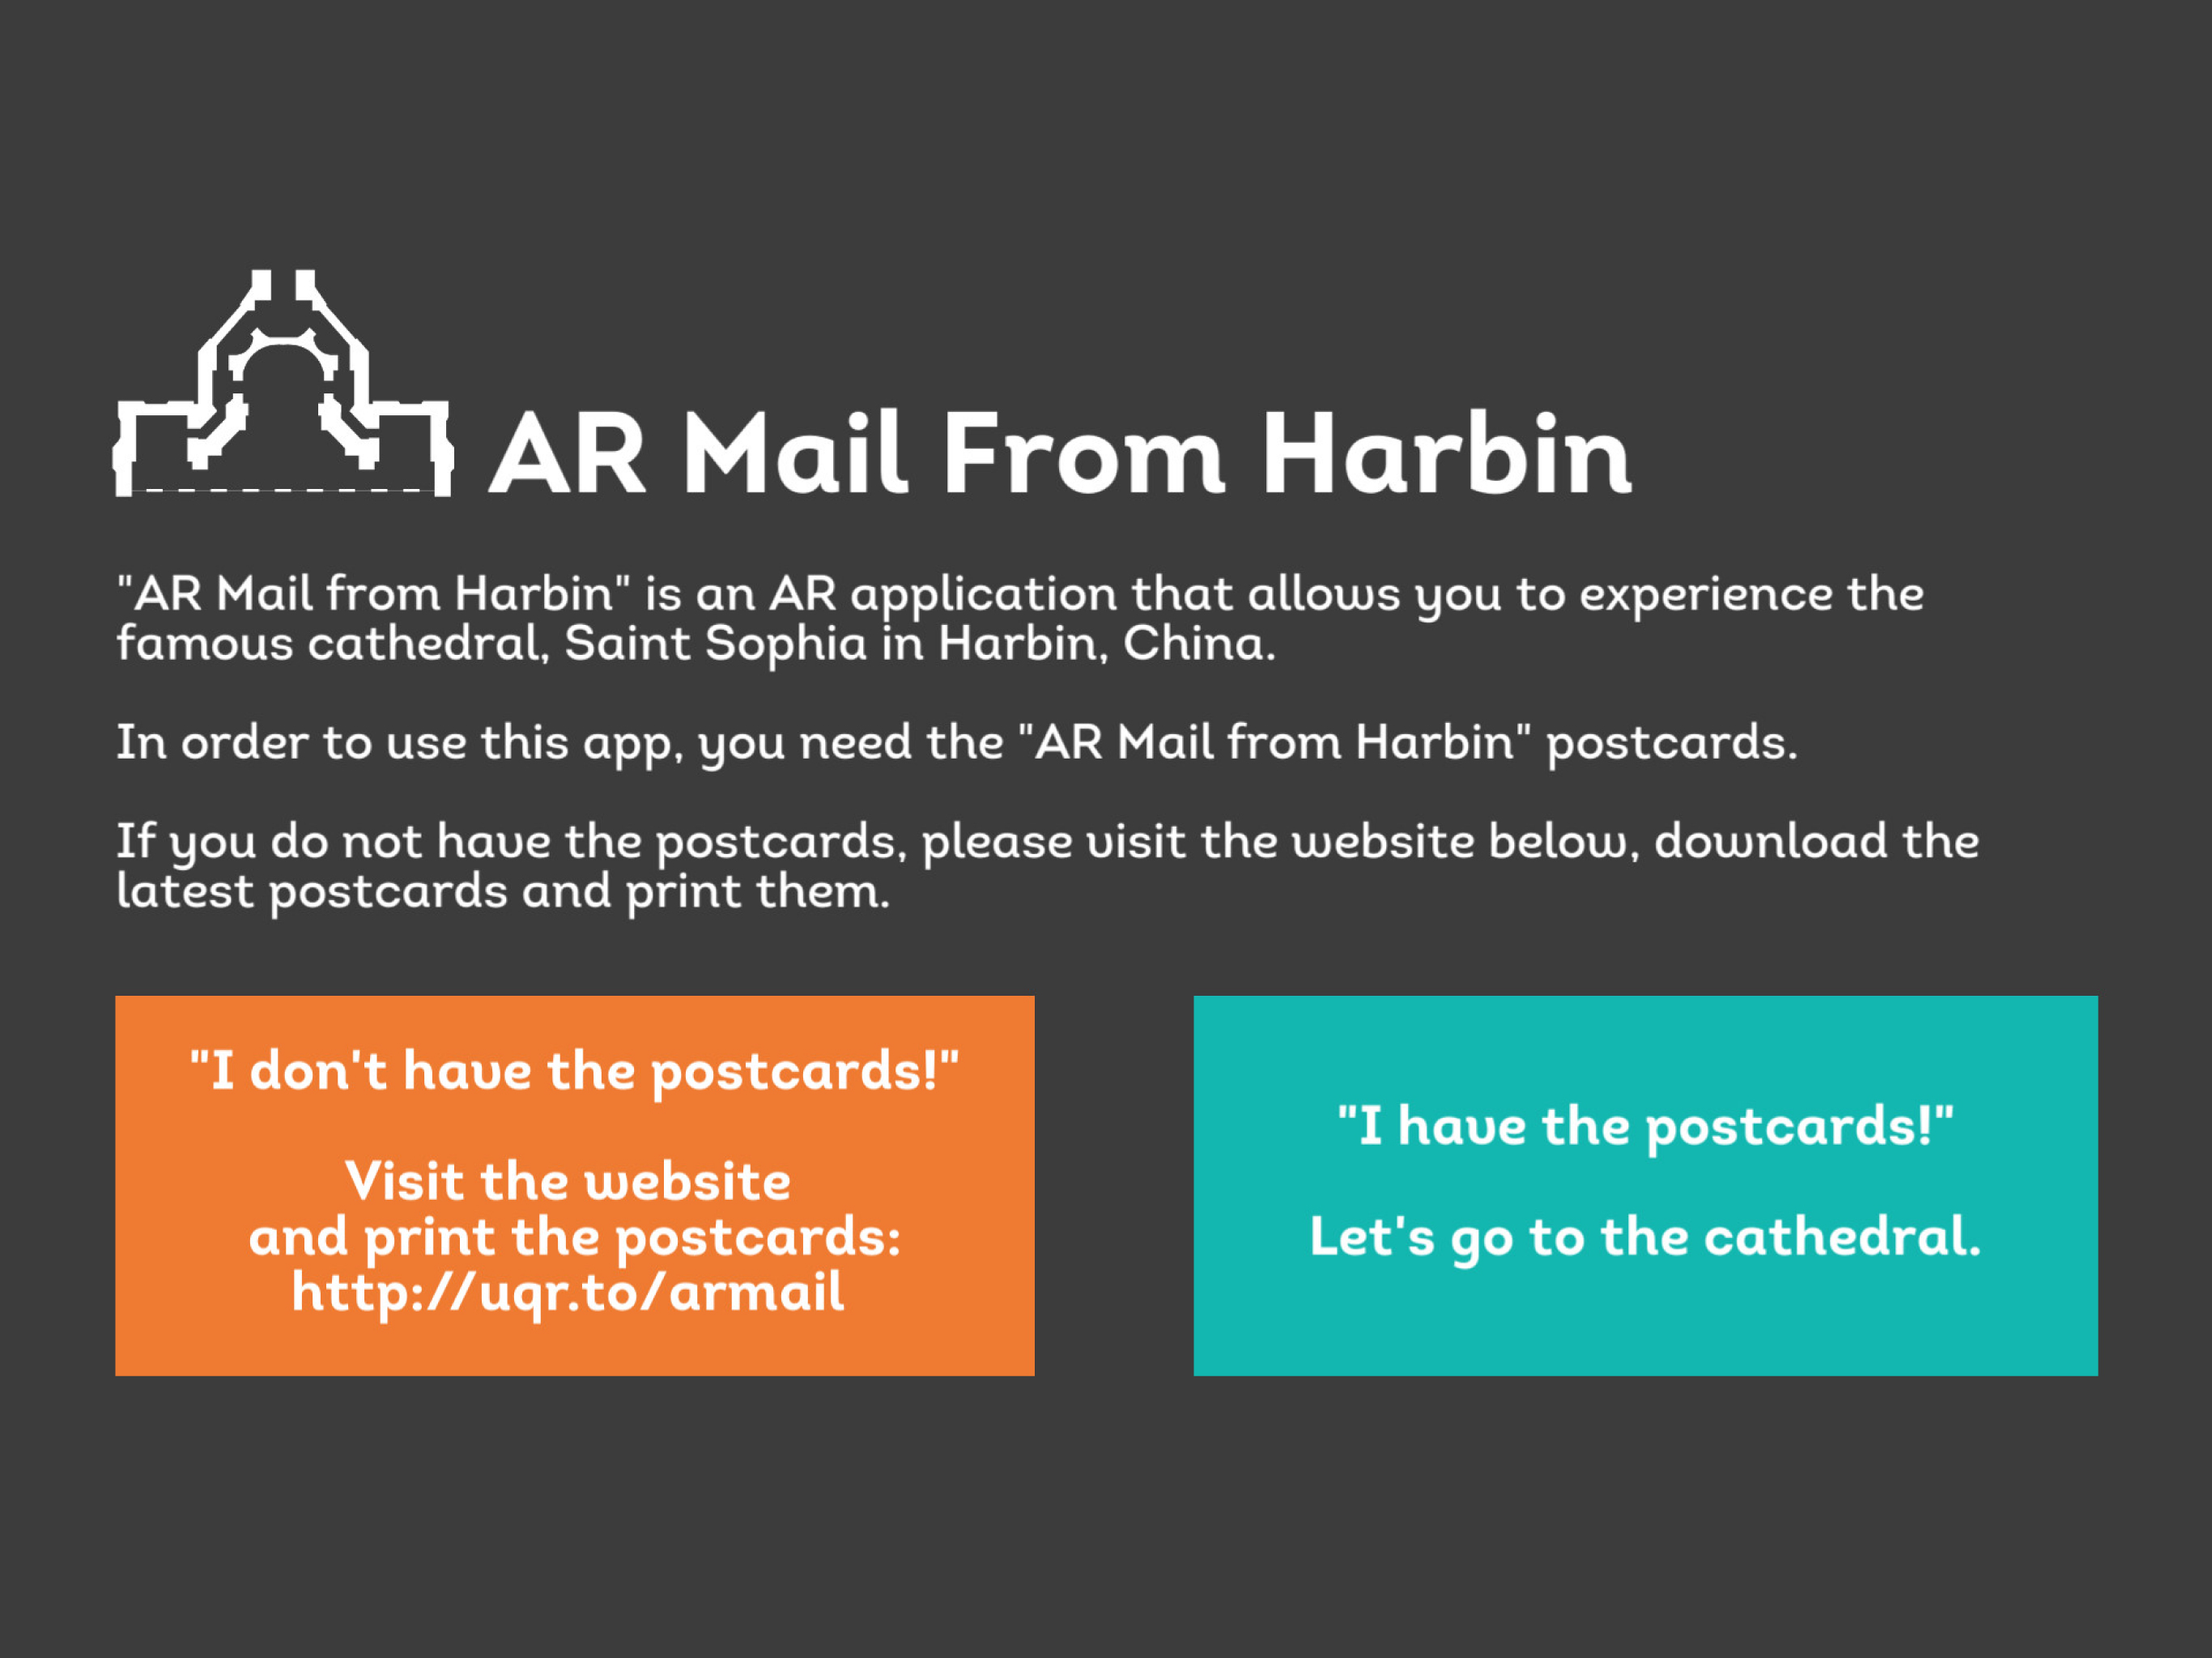 AR Mail From Harbin
"AR Mail from Harbin" is an AR application that allows you to experience the
famous cathedral, Saint Sophia in Harbin, China.
In order to use this app, you need the "AR Mail from Harbin" postcards.
If you do not have the postcards, please visit the website below, download the
latest postcards and print them.
"I don't have the postcards!"
Visit the website
and print the postcards:
http://uqr.to/armail
"I have the postcards!"
Let's go to the cathedral.